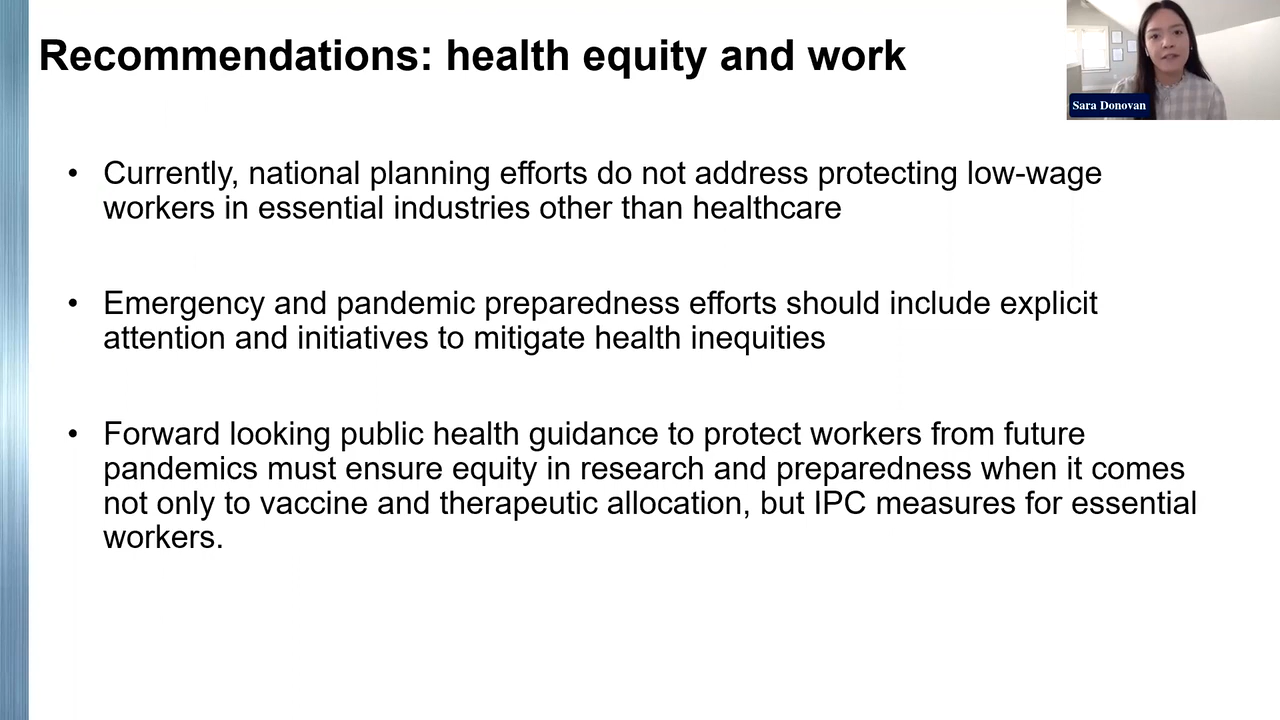 Recommendations: health equity and work
Sara Donovan
• Currently, national planning efforts do not address protecting low-wage
workers in essential industries other than healthcare
• Emergency and pandemic preparedness efforts should include explicit
attention and initiatives to mitigate health inequities
• Forward looking public health guidance to protect workers from future
pandemics must ensure equity in research and preparedness when it comes
not only to vaccine and therapeutic allocation, but IPC measures for essential
workers.